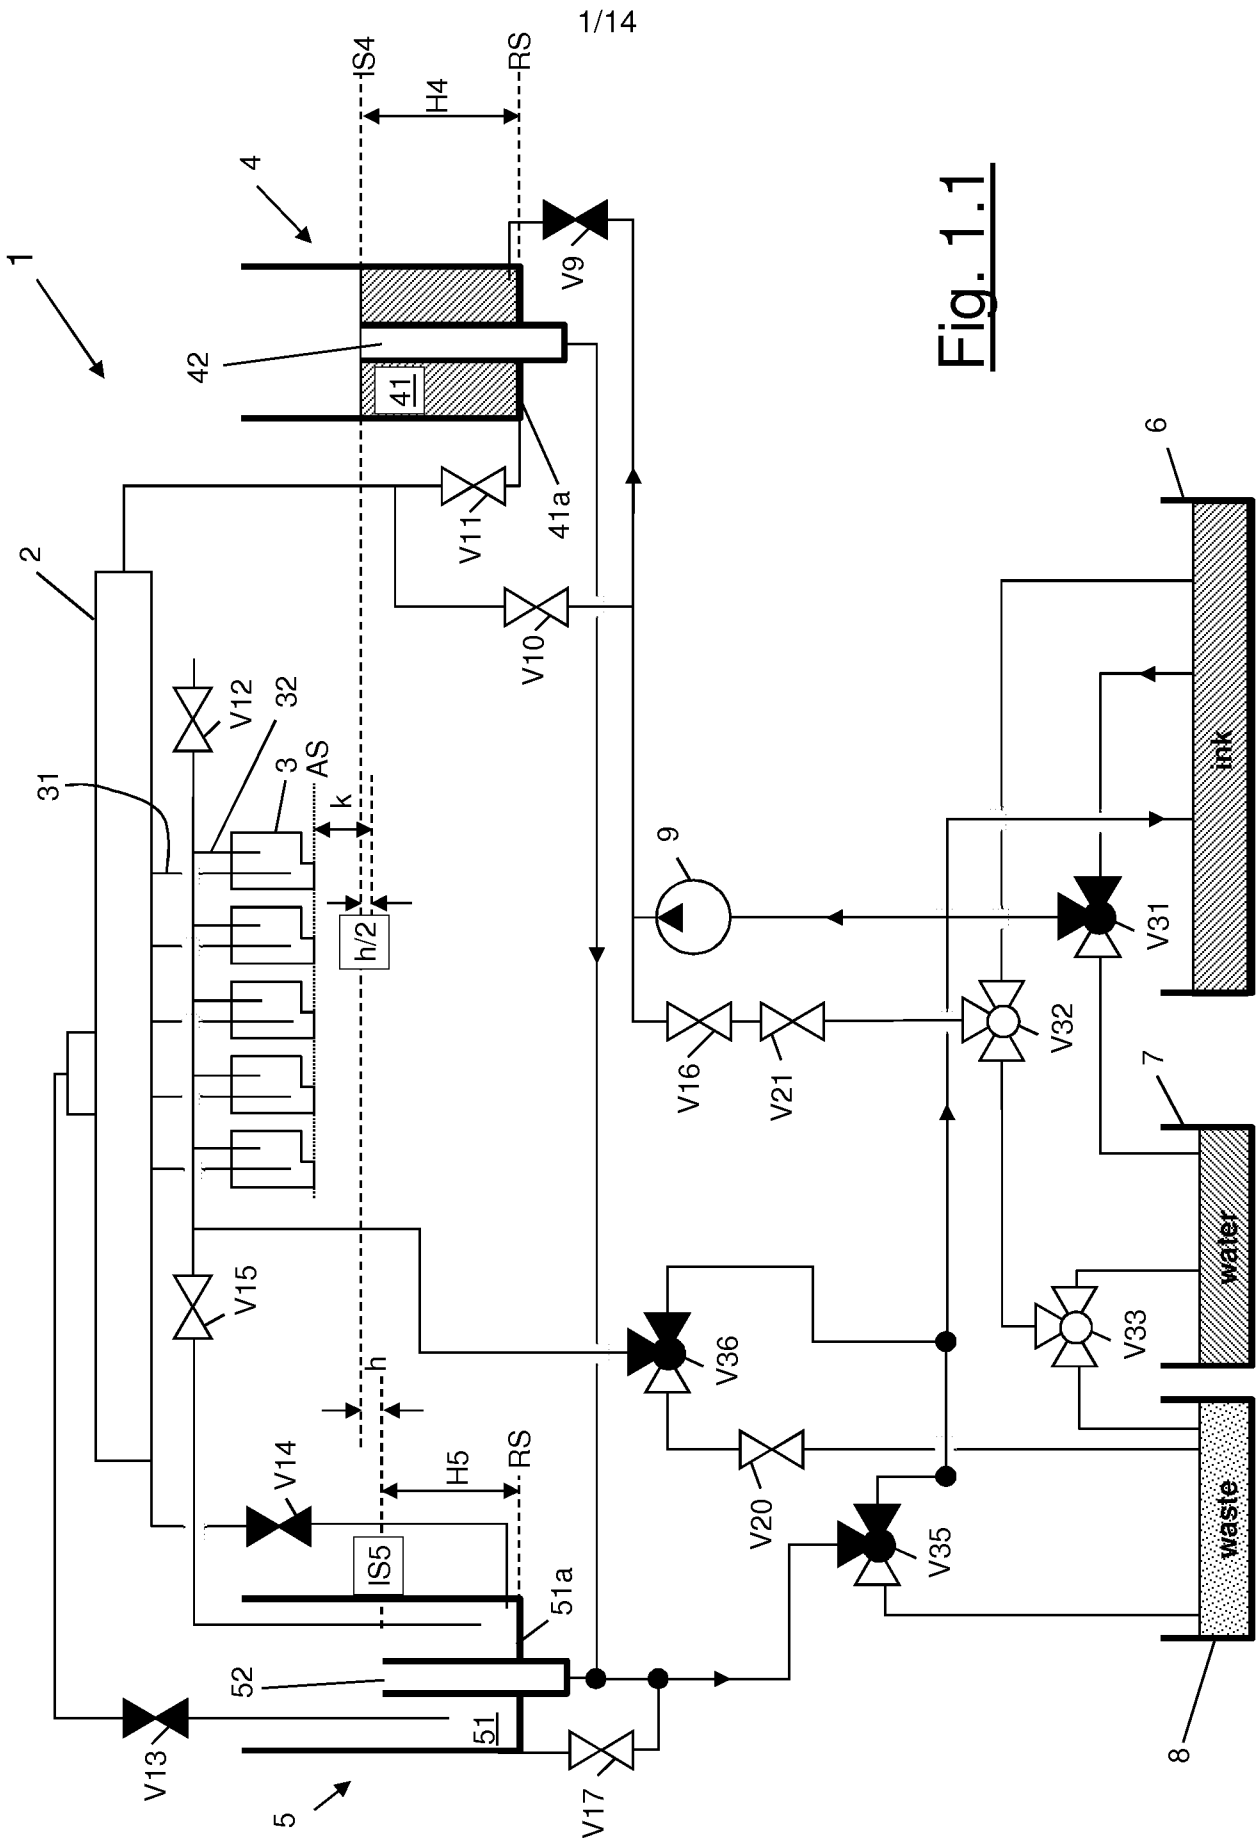 1/14
Fig. 1.1
1
2
31
V12
32
3
AS
k
h/2
IS4
H4
RS
4
42
41
41a
V9
V11
V10
V15
V14
h
H5
RS
IS5
51a
52
51
V13
5
V17
9
V16
V21
V32
V31
V36
V20
V35
V33
6
ink
7
water
8
waste